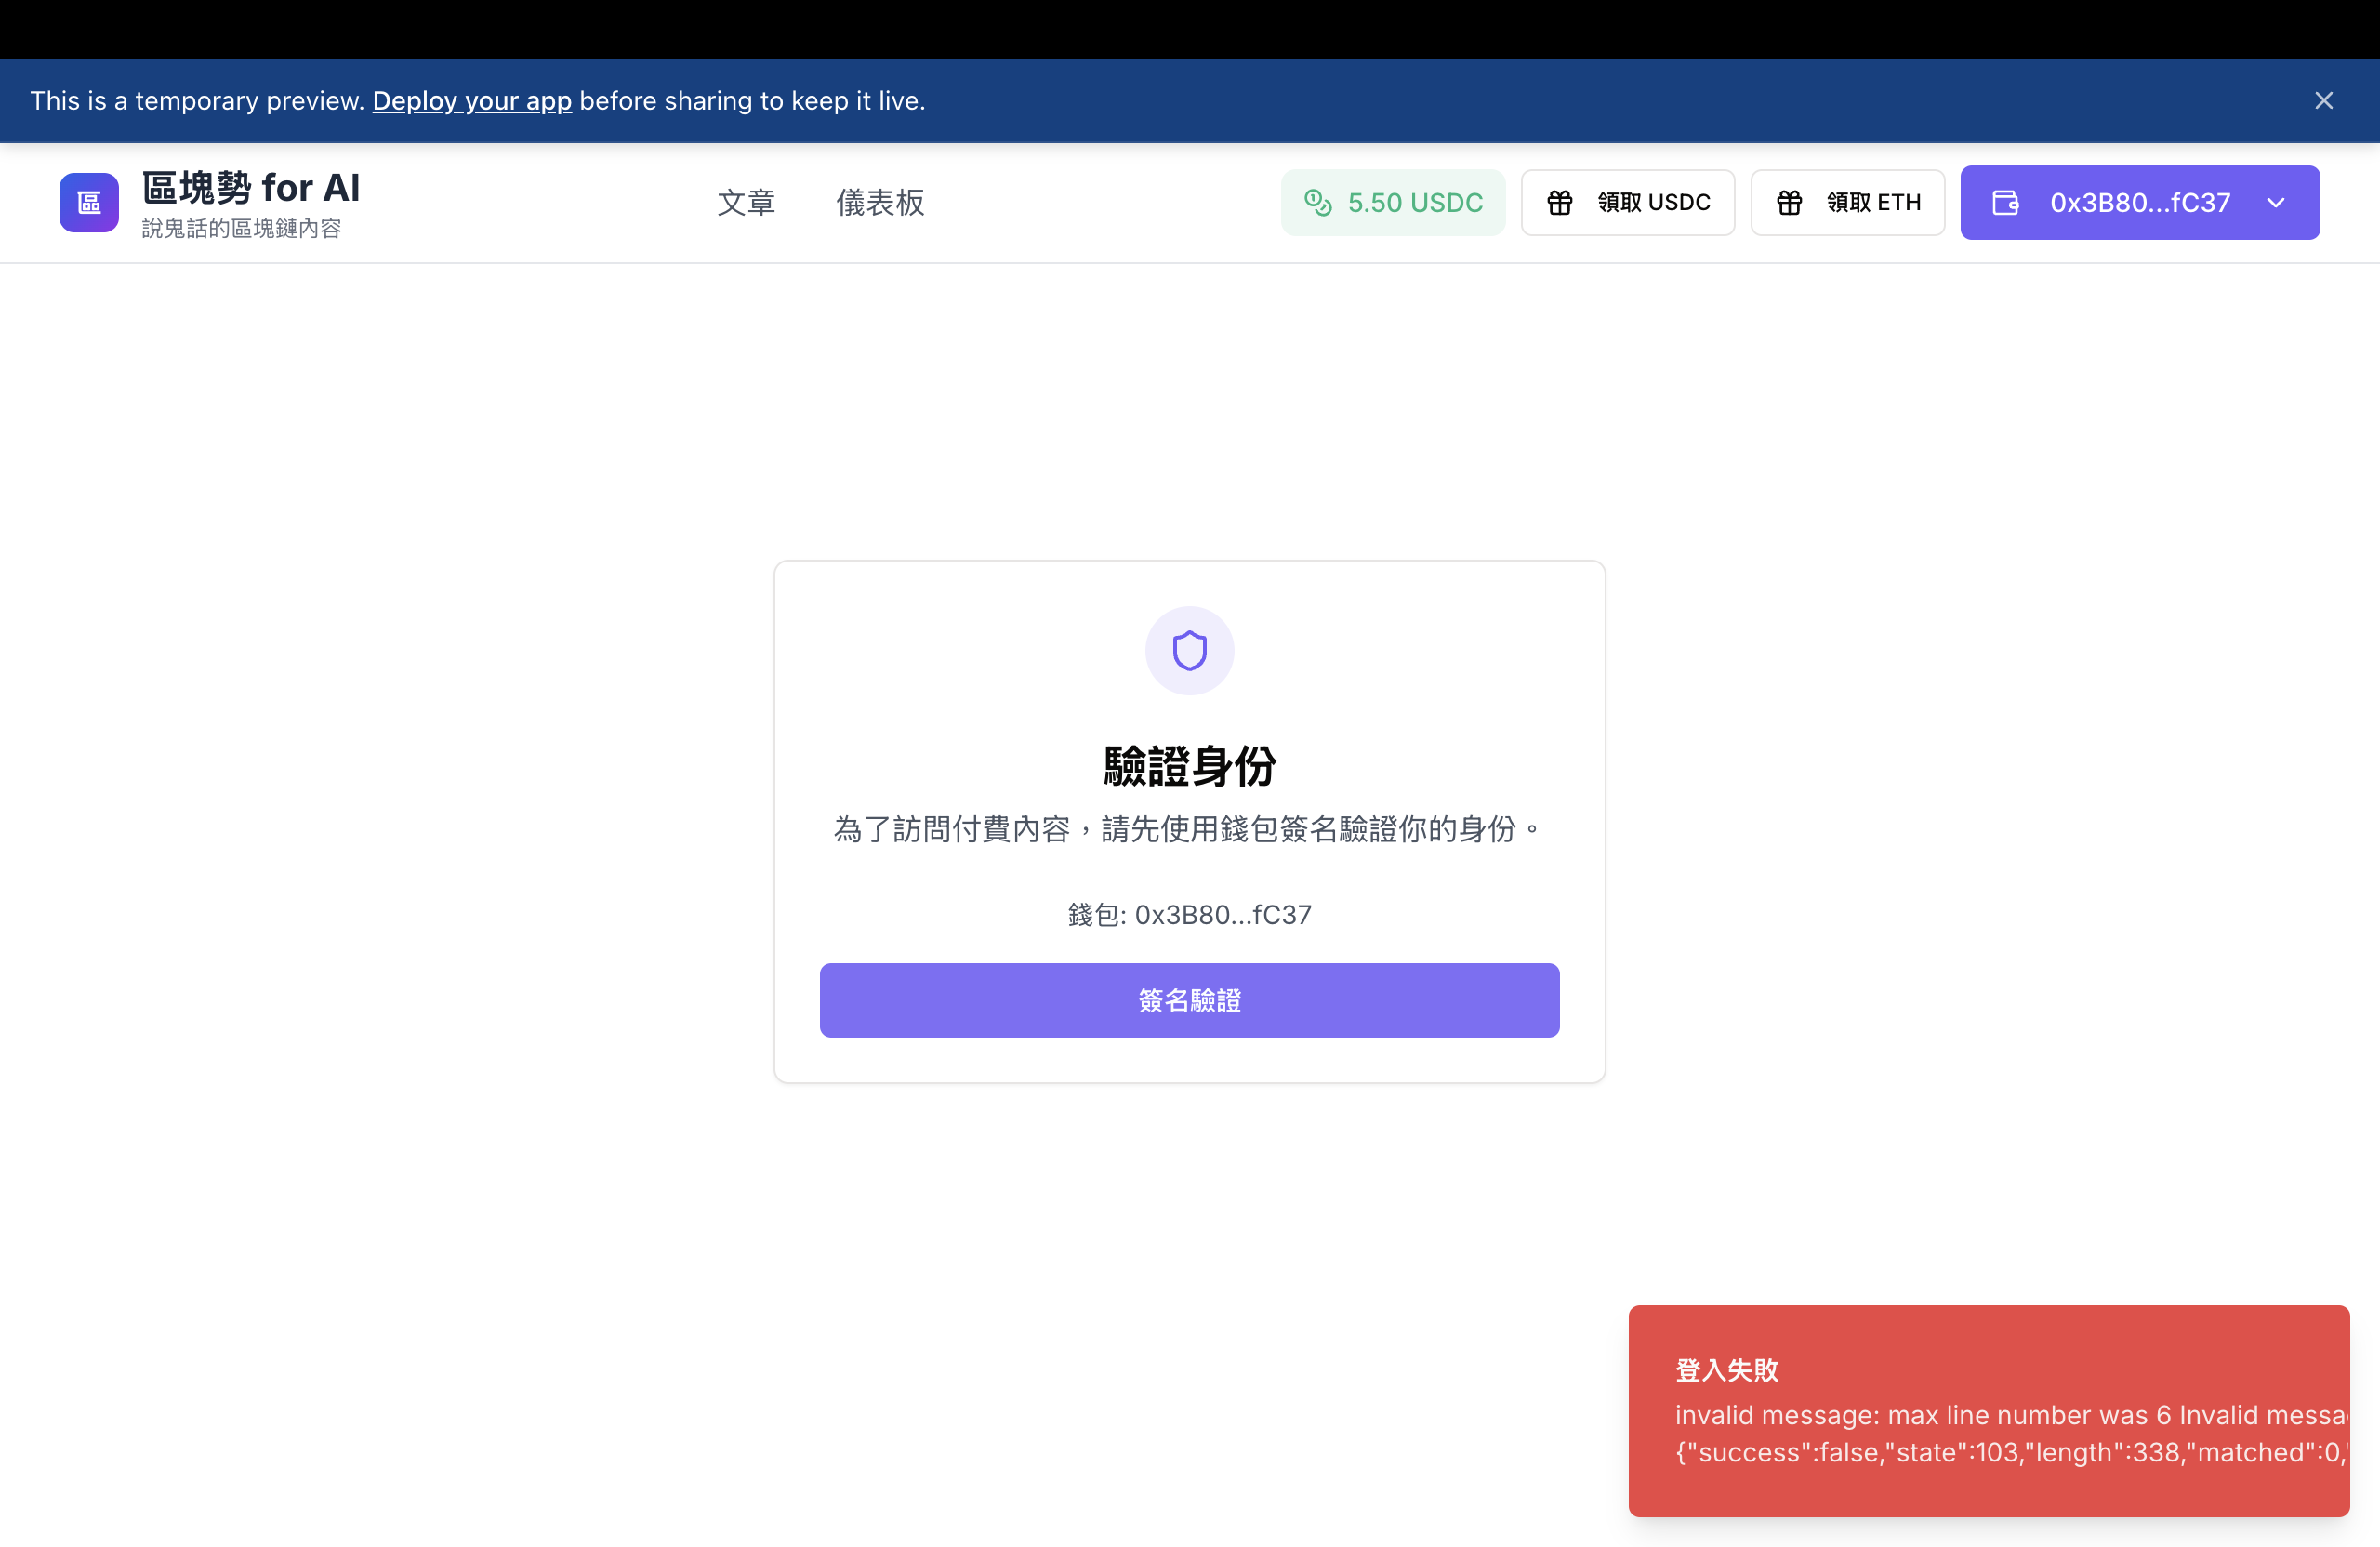 This is a temporary preview. Deploy your app before sharing to keep it live.
區
區塊勢 for AI
說鬼話的區塊鏈內容
文章
儀表板
5.50 USDC
領取 USDC
領取 ETH
0x3B80...fC37
驗證身份
為了訪問付費內容，請先使用錢包簽名驗證你的身份。
錢包: 0x3B80...fC37
簽名驗證
登入失敗
invalid message: max line number was 6 Invalid messa
{"success":false,"state":103,"length":338,"matched":0,